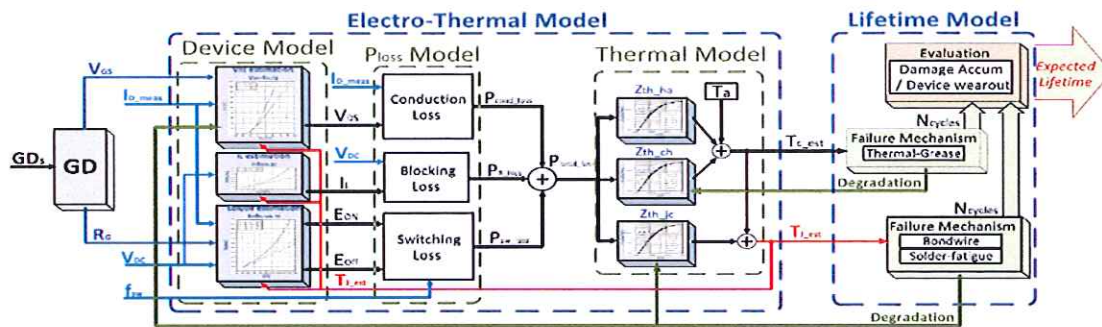 Electro-Thermal Model
Lifetime Model
Device Model
Ploss Model
Thermal Model
Evaluation
Damage Accum
/ Device wearout
Expected
Lifetime
VGS
ID_meas
GDs
GD
RG
VDC
fsw
ID_meas
Conduction
Loss
VDS
VDC
Blocking
Loss
IL
EON
Switching
Loss
EOff
TJ_est
Pcond_loss
Zth_ha
Ta
Zth_ch
Zth_jc
TC_est
TJ_est
Ncycles
Failure Mechanism
Thermal-Grease
Degradation
Ncycles
Failure Mechanism
Bondwire
Solder-fatigue
Degradation